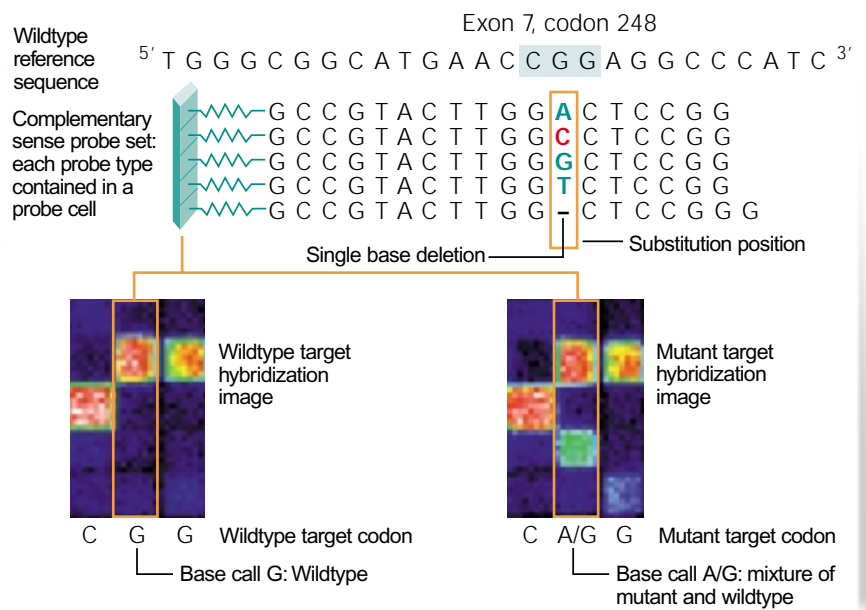 Exon 7, codon 248
Wildtype
reference
sequence
5′ T G G G C G G C A T G A A C C G G A G G C C C A T C 3′
Complementary
sense probe set:
each probe type
contained in a
probe cell
G C C G T A C T T G G A C T C C G G
G C C G T A C T T G G C C T C C G G
G C C G T A C T T G G G C T C C G G
G C C G T A C T T G G T C T C C G G
G C C G T A C T T G G – C T C C G G G
Single base deletion
Substitution position
Wildtype target
hybridization
image
Mutant target
hybridization
image
C G G Wildtype target codon
Base call G: Wildtype
C A/G G Mutant target codon
Base call A/G: mixture of
mutant and wildtype